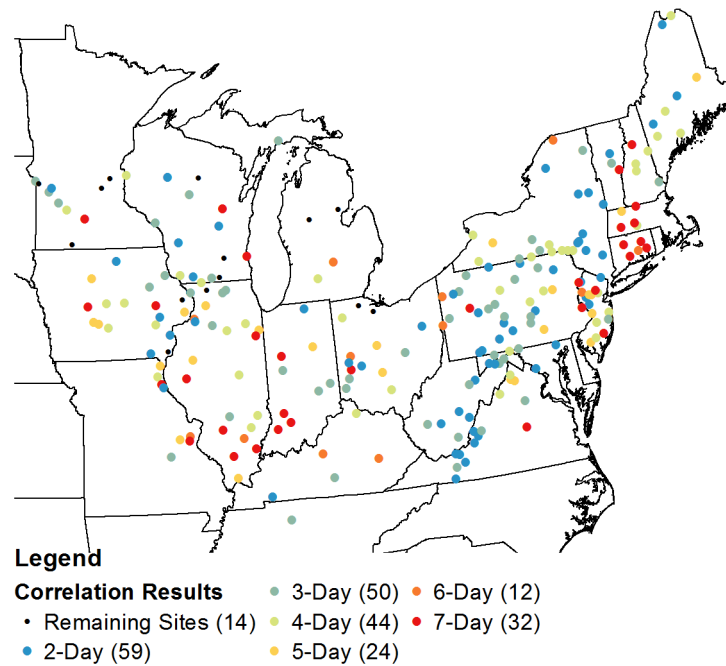 Legend
Correlation Results
• Remaining Sites (14)
• 2-Day (59)
• 3-Day (50)
• 4-Day (44)
• 5-Day (24)
• 6-Day (12)
• 7-Day (32)